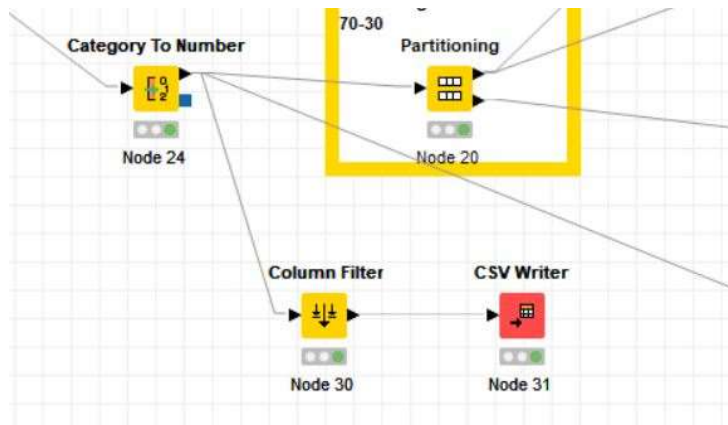 70-30
Category To Number
Partitioning
Node 24
Node 20
Column Filter
CSV Writer
Node 30
Node 31